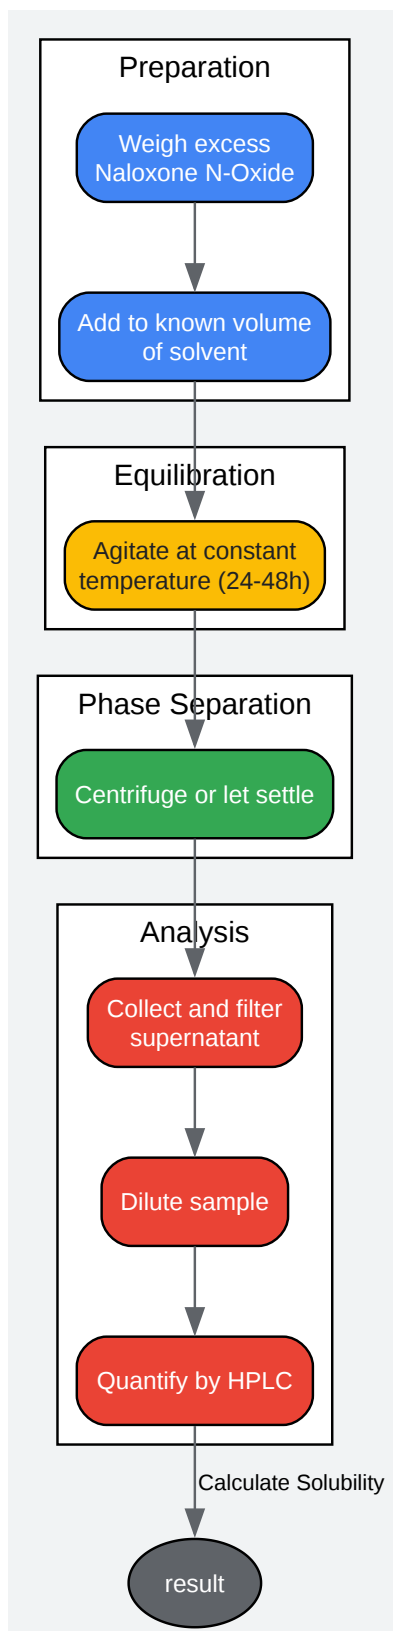 Preparation
Weigh excess
Naloxone N-Oxide
Add to known volume
of solvent
Equilibration
Agitate at constant
temperature (24-48h)
Phase Separation
Centrifuge or let settle
Analysis
Collect and filter
supernatant
Dilute sample
Quantify by HPLC
Calculate Solubility
result